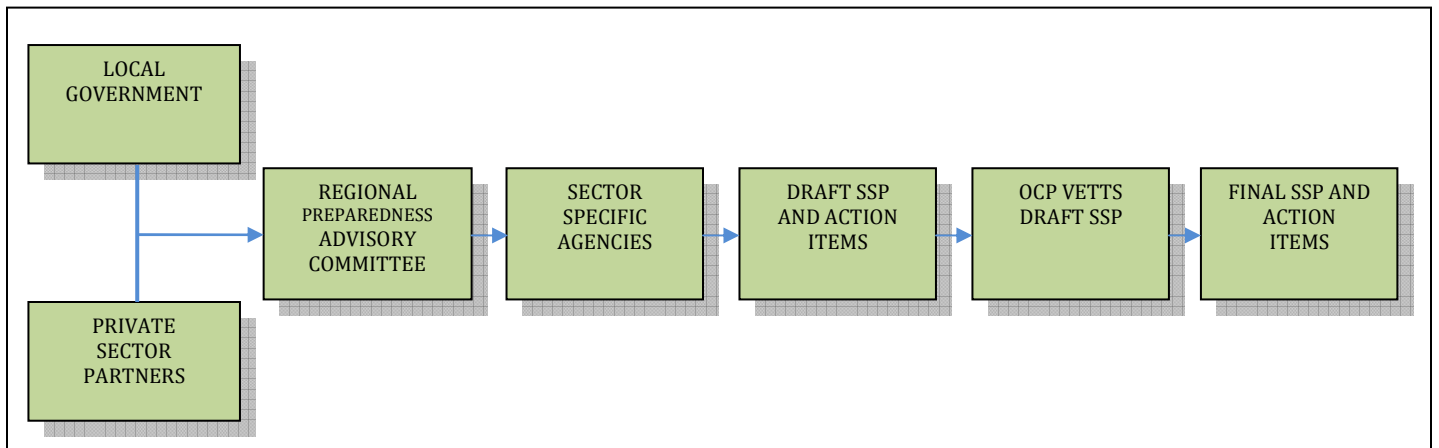 LOCAL
GOVERNMENT
PRIVATE
SECTOR
PARTNERS
REGIONAL
PREPAREDNESS
ADVISORY
COMMITTEE
SECTOR
SPECIFIC
AGENCIES
DRAFT SSP
AND ACTION
ITEMS
OCP VETTS
DRAFT SSP
FINAL SSP AND
ACTION
ITEMS